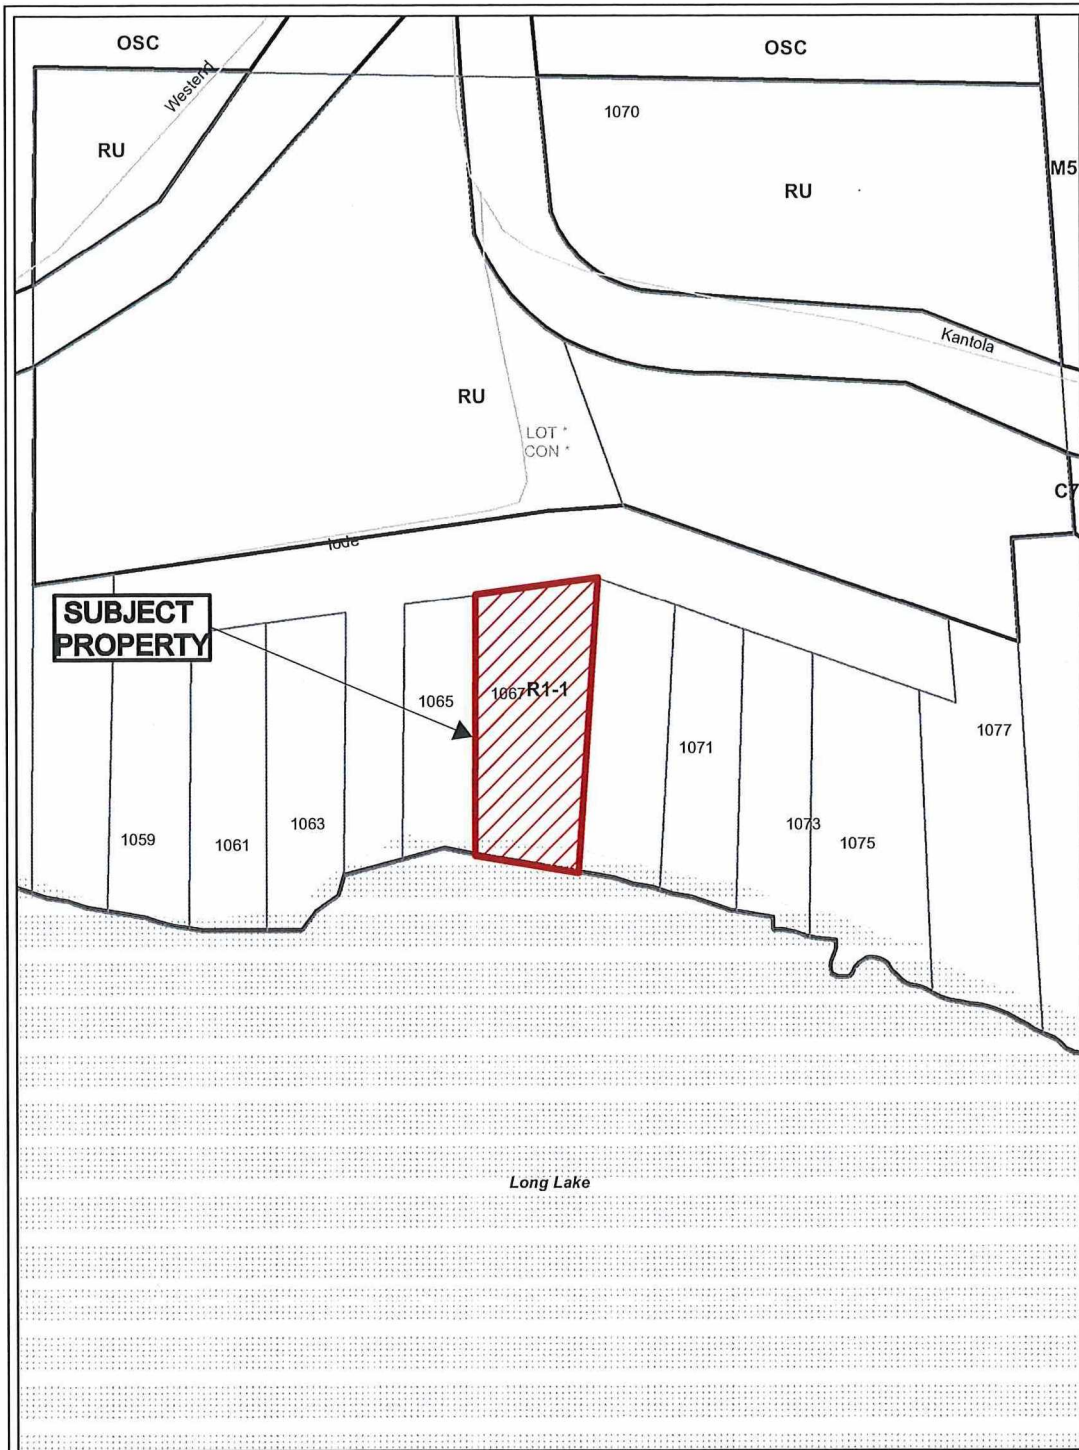 OSC
OSC
Westend
1070
RU
M5
RU
Kantola
RU
LOT *
CON *
C7
Iode
SUBJECT
PROPERTY
1065
1067
R1-1
1077
1071
1059
1061
1063
1073
1075
Long Lake